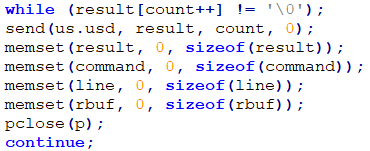 while (result[count++] != '\0');
send(us.usd, result, count, 0);
memset(result, 0, sizeof(result));
memset(command, 0, sizeof(command));
memset(line, 0, sizeof(line));
memset(rbuf, 0, sizeof(rbuf));
pclose(p);
continue;